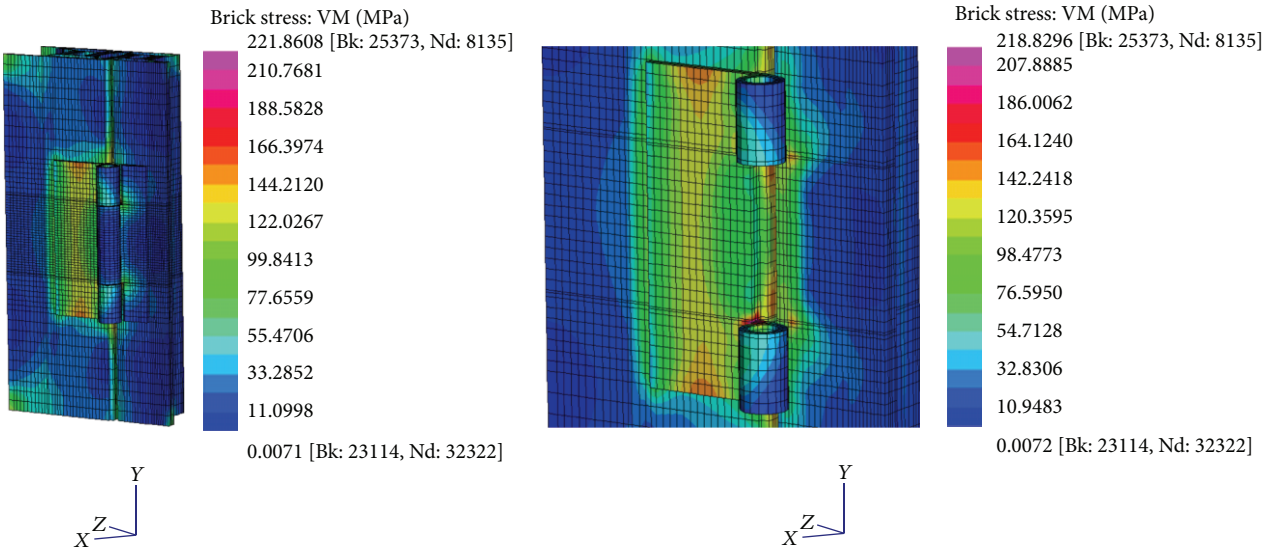 Brick stress: VM (MPa)
221.8608 [Bk: 25373, Nd: 8135]
210.7681
188.5828
166.3974
144.2120
122.0267
99.8413
77.6559
55.4706
33.2852
11.0998
0.0071 [Bk: 23114, Nd: 32322]
Y
Z
X
Brick stress: VM (MPa)
218.8296 [Bk: 25373, Nd: 8135]
207.8885
186.0062
164.1240
142.2418
120.3595
98.4773
76.5950
54.7128
32.8306
10.9483
0.0072 [Bk: 23114, Nd: 32322]
Y
Z
X